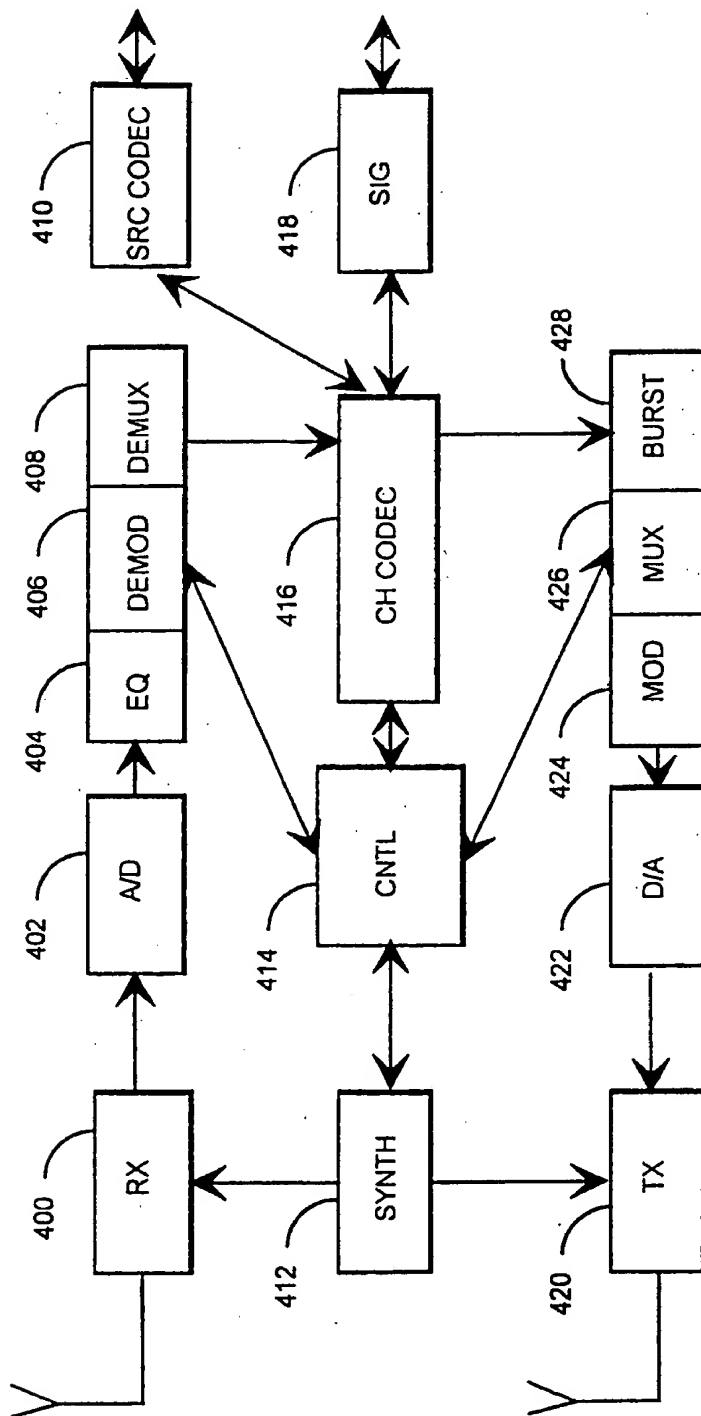 400
RX
402
A/D
404
EQ
406
DEMOD
408
DEMUX
410
SRC CODEC
412
SYNTH
414
CNTL
416
CH CODEC
418
SIG
420
TX
422
D/A
424
MOD
426
MUX
428
BURST